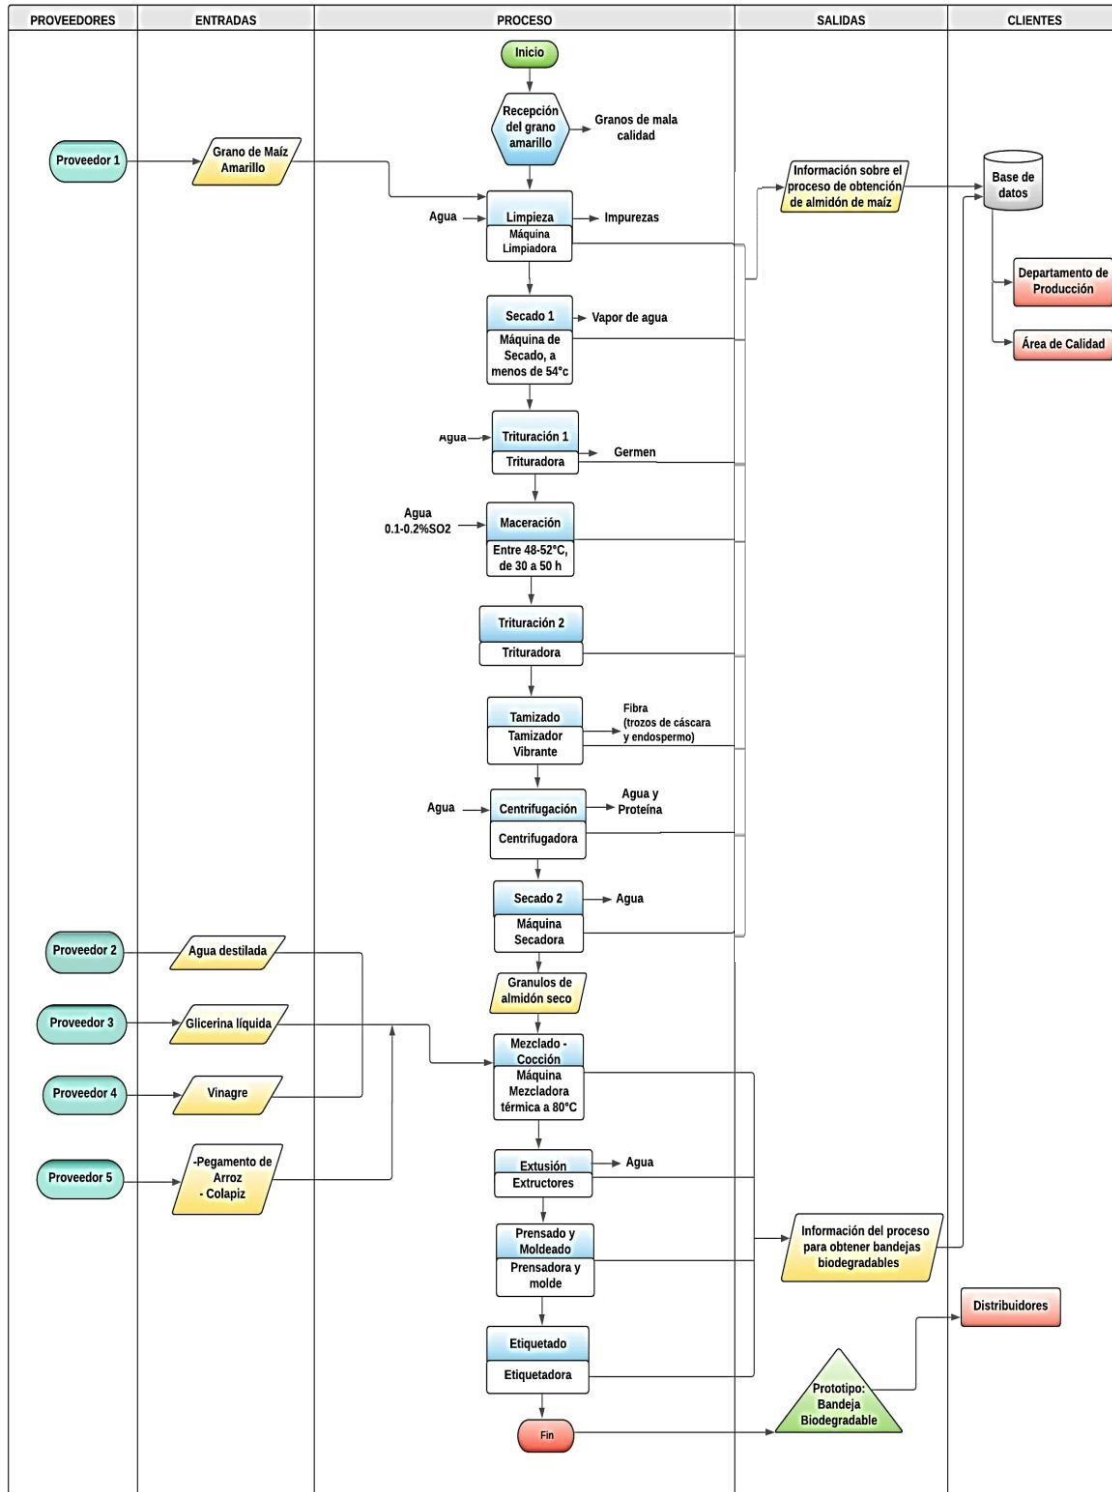 PROVEEDORES
ENTRADAS
PROCESO
SALIDAS
CLIENTES
Inicio
Recepción
del grano
amarillo
Granos de mala
calidad
Proveedor 1
Grano de Maíz
Amarillo
Información sobre el
proceso de obtención
de almidón de maíz
Base de
datos
Agua
Limpieza
Impurezas
Máquina
Limpiadora
Departamento de
Producción
Secado 1
Vapor de agua
Área de Calidad
Máquina de
Secado, a
menos de 54°c
Agua
Trituración 1
Germen
Trituradora
Agua
0.1-0.2%SO2
Maceración
Entre 48-52°C,
de 30 a 50 h
Trituración 2
Trituradora
Tamizado
Fibra
(trozos de cáscara
y endospermo)
Tamizador
Vibrante
Agua
Centrifugación
Agua y
Proteína
Centrifugadora
Secado 2
Agua
Máquina
Secadora
Proveedor 2
Agua destilada
Granulos de
almidón seco
Proveedor 3
Glicerina líquida
Mezclado -
Cocción
Máquina
Mezcladora
térmica a 80°C
Proveedor 4
Vinagre
Proveedor 5
-Pegamento de
Arroz
- Colapiz
Extusión
Agua
Extructores
Prensado y
Moldeado
Prensadora y
molde
Información del proceso
para obtener bandejas
biodegradables
Distribuidores
Etiquetado
Etiquetadora
Prototipo:
Bandeja
Biodegradable
Fin